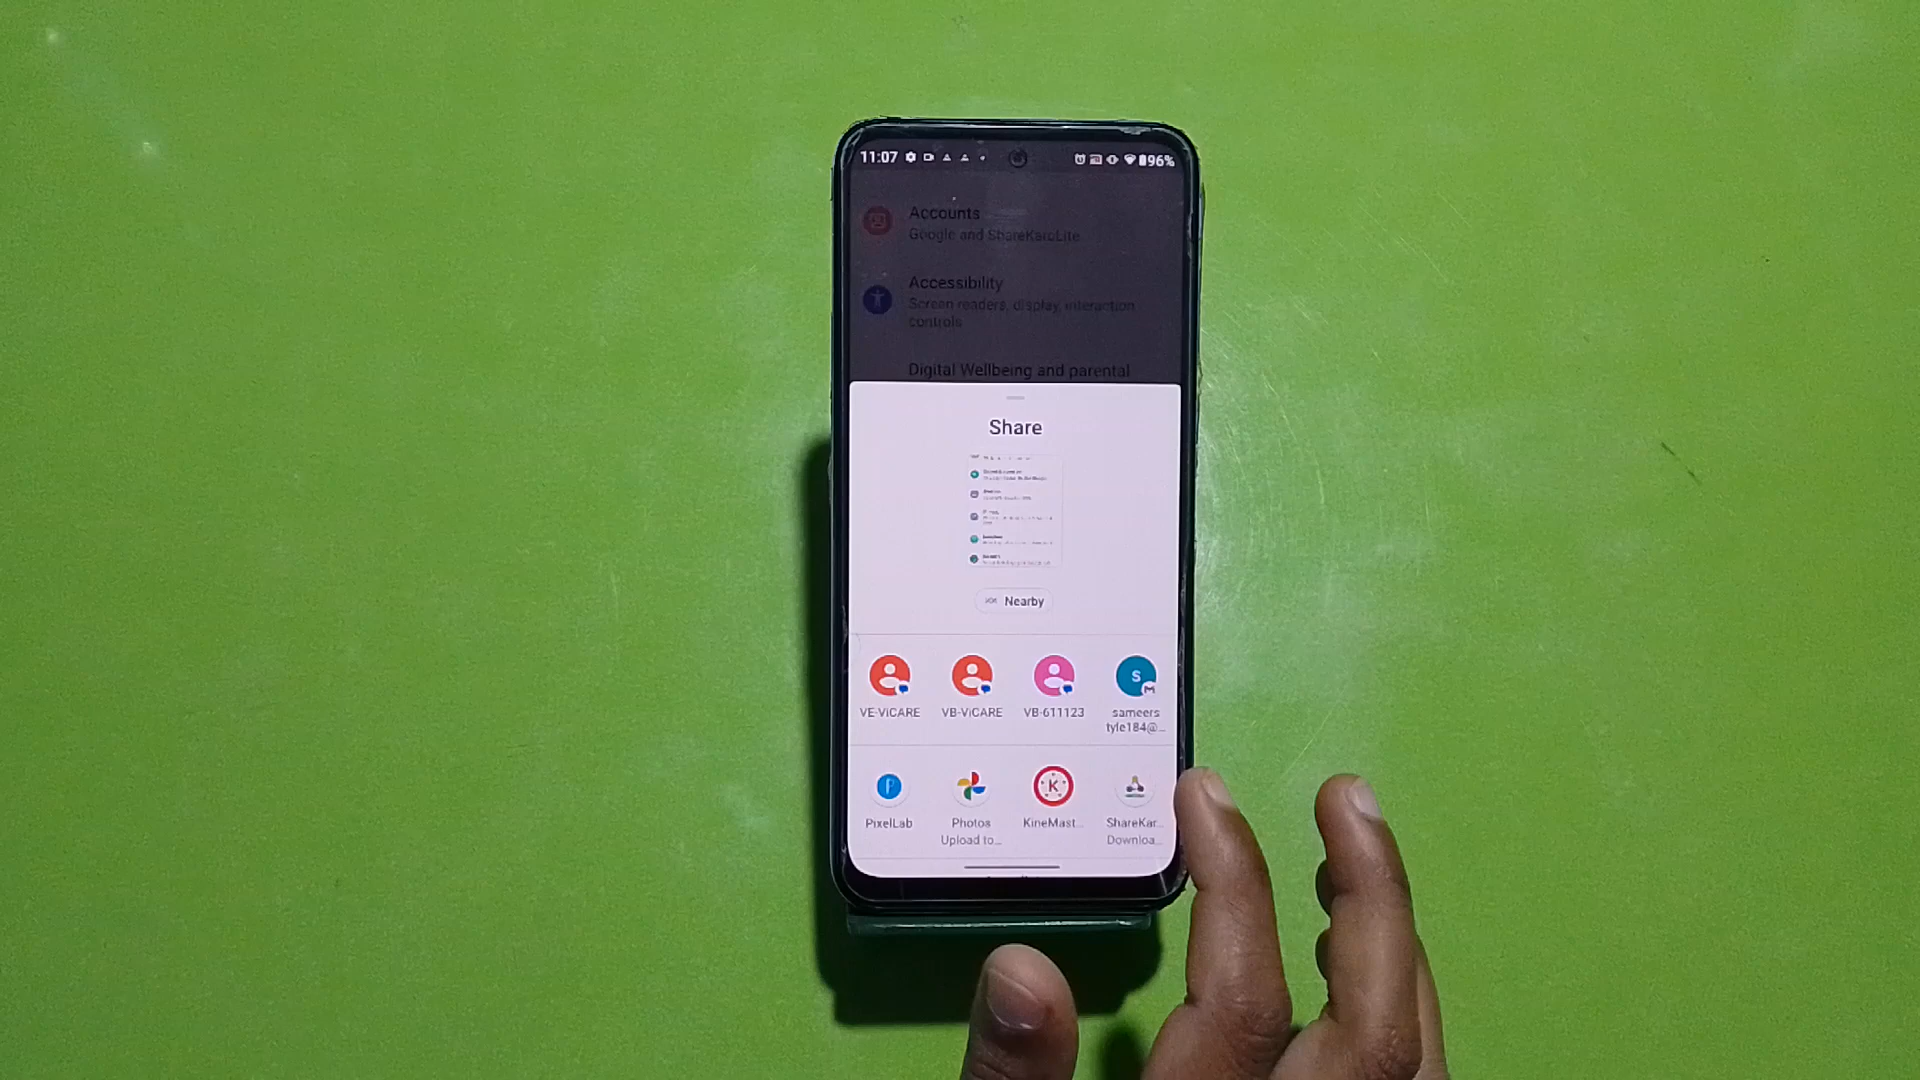 11:07
96%
Accounts
Google and ShareKaroLite
Accessibility
Screen readers, display, interaction
controls
Digital Wellbeing and parental
Share
Nearby
VE-ViCARE
VB-ViCARE
VB-611123
sameers
tyle184@...
S
PixelLab
Photos
Upload to...
KineMast...
K
ShareKar...
Downloa...